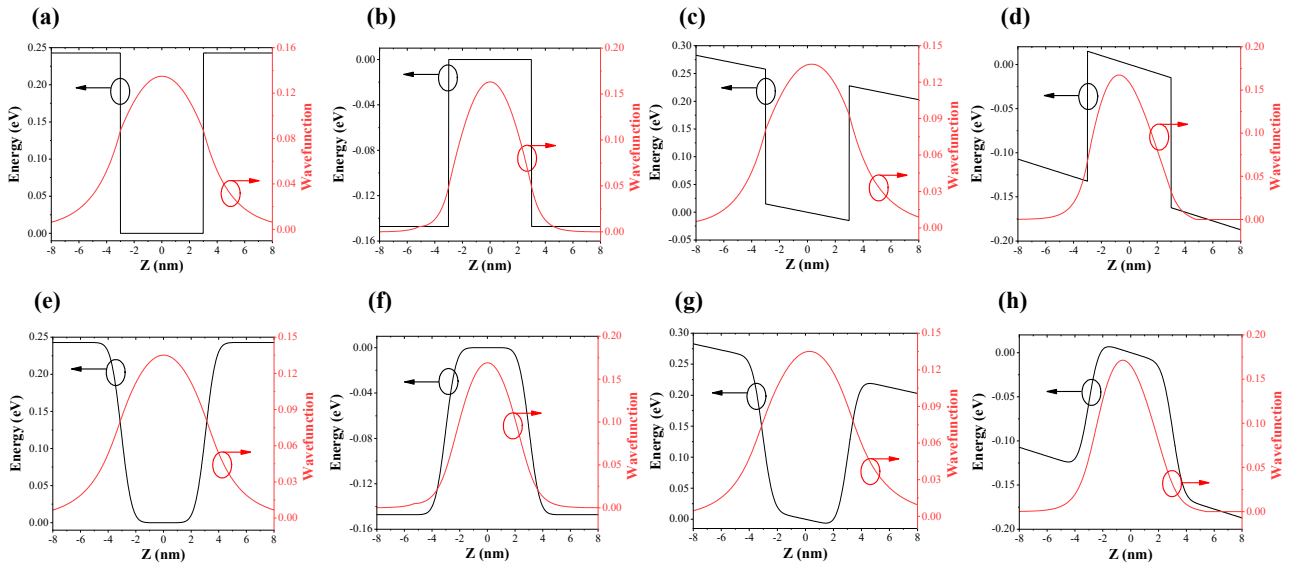 (a)
0.25
0.20
0.15
0.10
0.05
0.00
Energy (eV)
-8 -6 -4 -2 0 2 4 6 8
Z (nm)
0.16
0.12
0.08
0.04
0.00
Wavefunction
(b)
0.00
-0.04
-0.08
-0.12
-0.16
Energy (eV)
-8 -6 -4 -2 0 2 4 6 8
Z (nm)
0.20
0.15
0.10
0.05
0.00
Wavefunction
(c)
0.30
0.25
0.20
0.15
0.10
0.05
0.00
-0.05
Energy (eV)
-8 -6 -4 -2 0 2 4 6 8
Z (nm)
0.15
0.12
0.09
0.06
0.03
0.00
Wavefunction
(d)
0.00
-0.05
-0.10
-0.15
-0.20
Energy (eV)
-8 -6 -4 -2 0 2 4 6 8
Z (nm)
0.20
0.15
0.10
0.05
0.00
Wavefunction
(e)
0.25
0.20
0.15
0.10
0.05
0.00
Energy (eV)
-8 -6 -4 -2 0 2 4 6 8
Z (nm)
0.15
0.12
0.09
0.06
0.03
0.00
Wavefunction
(f)
0.00
-0.04
-0.08
-0.12
-0.16
Energy (eV)
-8 -6 -4 -2 0 2 4 6 8
Z (nm)
0.20
0.15
0.10
0.05
0.00
Wavefunction
(g)
0.30
0.25
0.20
0.15
0.10
0.05
0.00
Energy (eV)
-8 -6 -4 -2 0 2 4 6 8
Z (nm)
0.15
0.12
0.09
0.06
0.03
0.00
Wavefunction
(h)
0.00
-0.05
-0.10
-0.15
-0.20
Energy (eV)
-8 -6 -4 -2 0 2 4 6 8
Z (nm)
0.20
0.15
0.10
0.05
0.00
Wavefunction